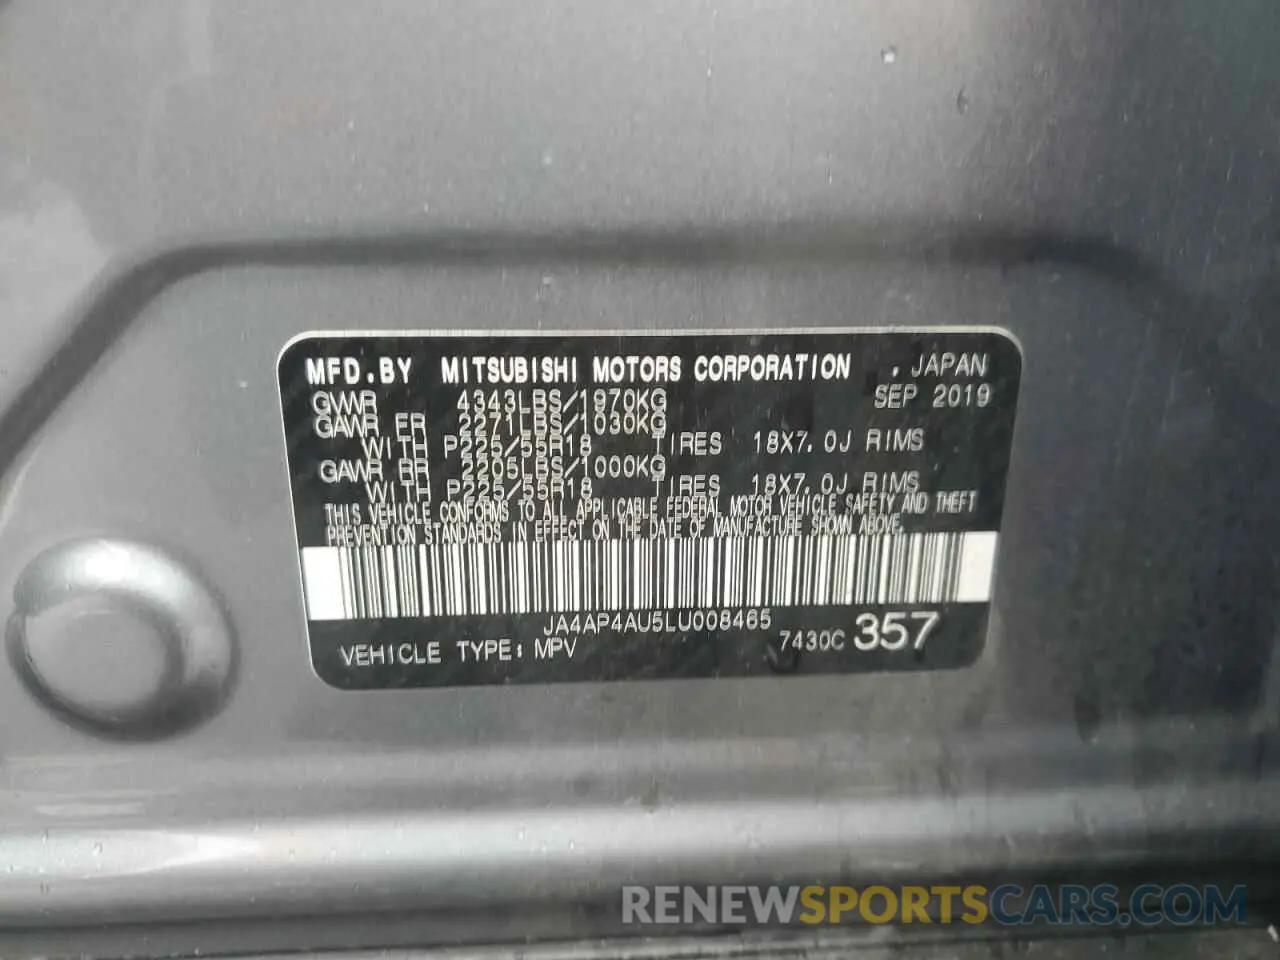 MFD.BY MITSUBISHI MOTORS CORPORATION , JAPAN
GVWR 4343LBS/1970KG SEP 2019
GAWR FR 2271LBS/1030KG
WITH P225/55R18 TIRES 18X7.0J RIMS
GAWR RR 2205LBS/1000KG
WITH P225/55R18 TIRES 18X7.0J RIMS
THIS VEHICLE CONFORMS TO ALL APPLICABLE FEDERAL MOTOR VEHICLE SAFETY AND THEFT
PREVENTION STANDARDS IN EFFECT ON THE DATE OF MANUFACTURE SHOWN ABOVE.
JA4AP4AU5LU008465
VEHICLE TYPE: MPV 7430C 357
RENEWSPORTSCARS.COM